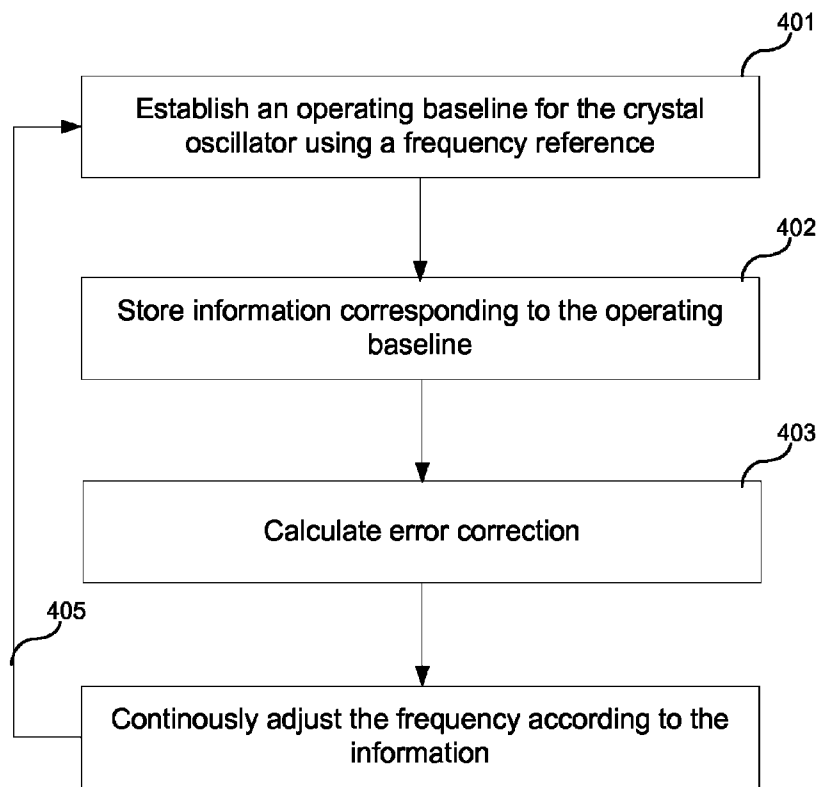 401
Establish an operating baseline for the crystal
oscillator using a frequency reference
402
Store information corresponding to the operating
baseline
403
Calculate error correction
405
Continously adjust the frequency according to the
information